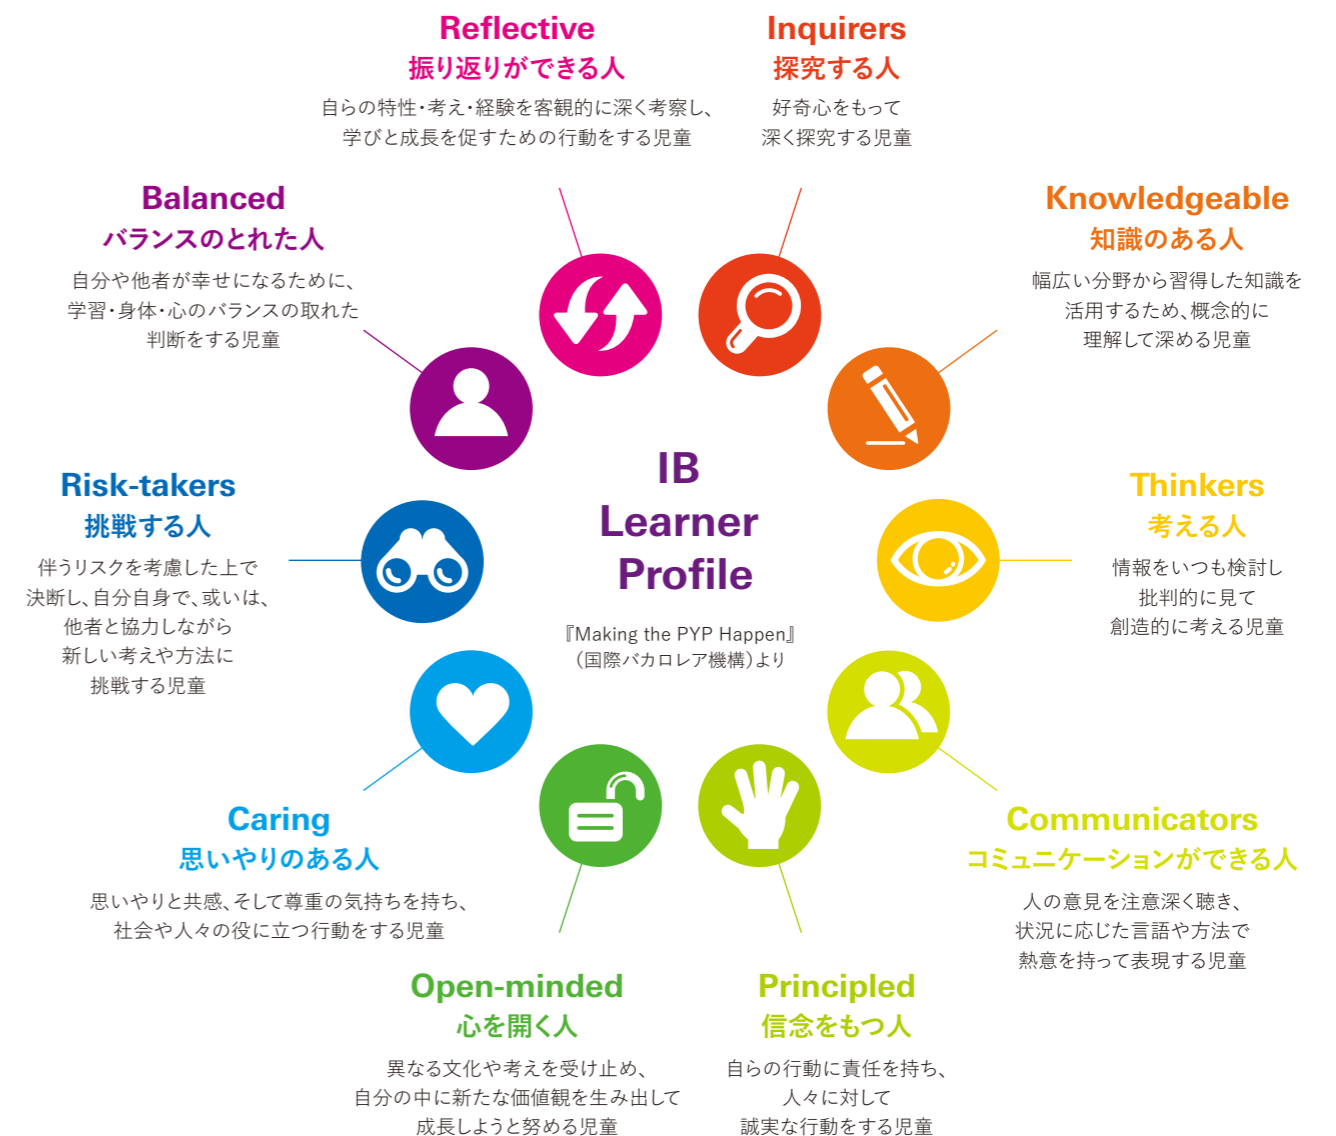 Reflective
振り返りができる人
自らの特性・考え・経験を客観的に深く考察し、
学びと成長を促すための行動をする児童
Inquirers
探究する人
好奇心をもって
深く探究する児童
Balanced
バランスのとれた人
自分や他者が幸せになるために、
学習・身体・心のバランスの取れた
判断をする児童
Knowledgeable
知識のある人
幅広い分野から習得した知識を
活用するため、概念的に
理解して深める児童
Risk-takers
挑戦する人
伴うリスクを考慮した上で
決断し、自分自身で、或いは、
他者と協力しながら
新しい考えや方法に
挑戦する児童
IB
Learner
Profile
『Making the PYP Happen』
（国際バカロレア機構）より
Thinkers
考える人
情報をいつも検討し
批判的に見て
創造的に考える児童
Caring
思いやりのある人
思いやりと共感、そして尊重の気持ちを持ち、
社会や人々の役に立つ行動をする児童
Communicators
コミュニケーションができる人
人の意見を注意深く聴き、
状況に応じた言語や方法で
熱意を持って表現する児童
Open-minded
心を開く人
異なる文化や考えを受け止め、
自分の中に新たな価値観を生み出して
成長しようと努める児童
Principled
信念をもつ人
自らの行動に責任を持ち、
人々に対して
誠実な行動をする児童